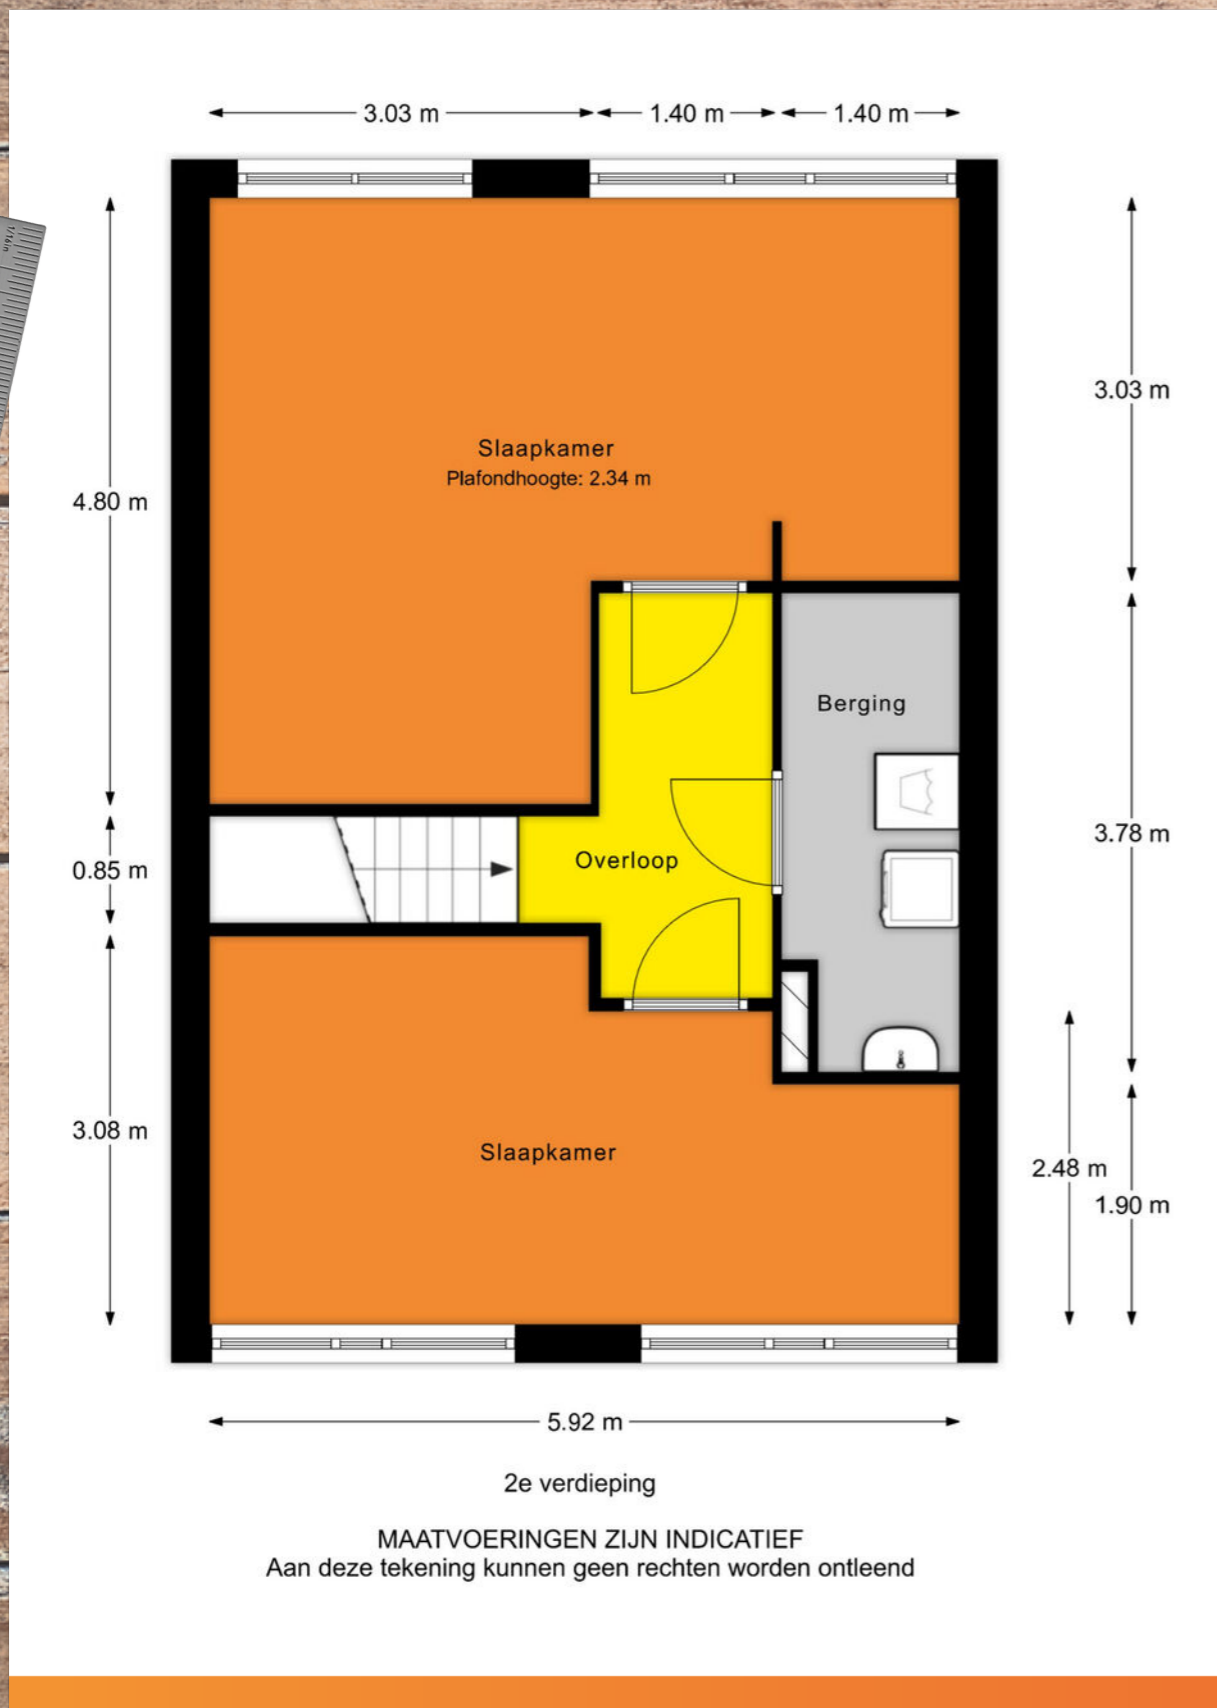 3.03 m
1.40 m
1.40 m
1/16in
3.03 m
Slaapkamer
Plafondhoogte: 2.34 m
4.80 m
Berging
3.78 m
Overloop
0.85 m
3.08 m
Slaapkamer
2.48 m
1.90 m
5.92 m
2e verdieping
MAATVOERINGEN ZIJN INDICATIEF
Aan deze tekening kunnen geen rechten worden ontleend